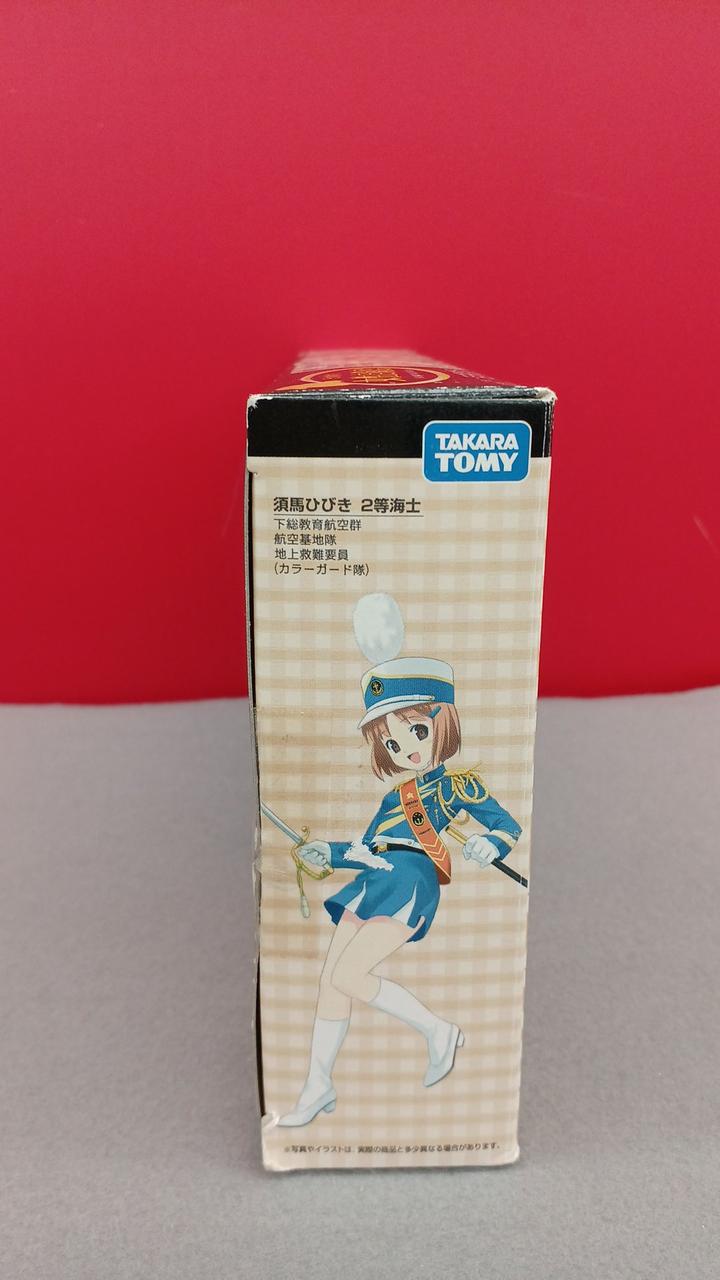 TAKARA
TOMY
須馬ひびき 2等海士
下総教育航空群
航空基地隊
地上救難要員
(カラーガード隊)
※写真やイラストは、実際の商品と多少異なる場合があります。